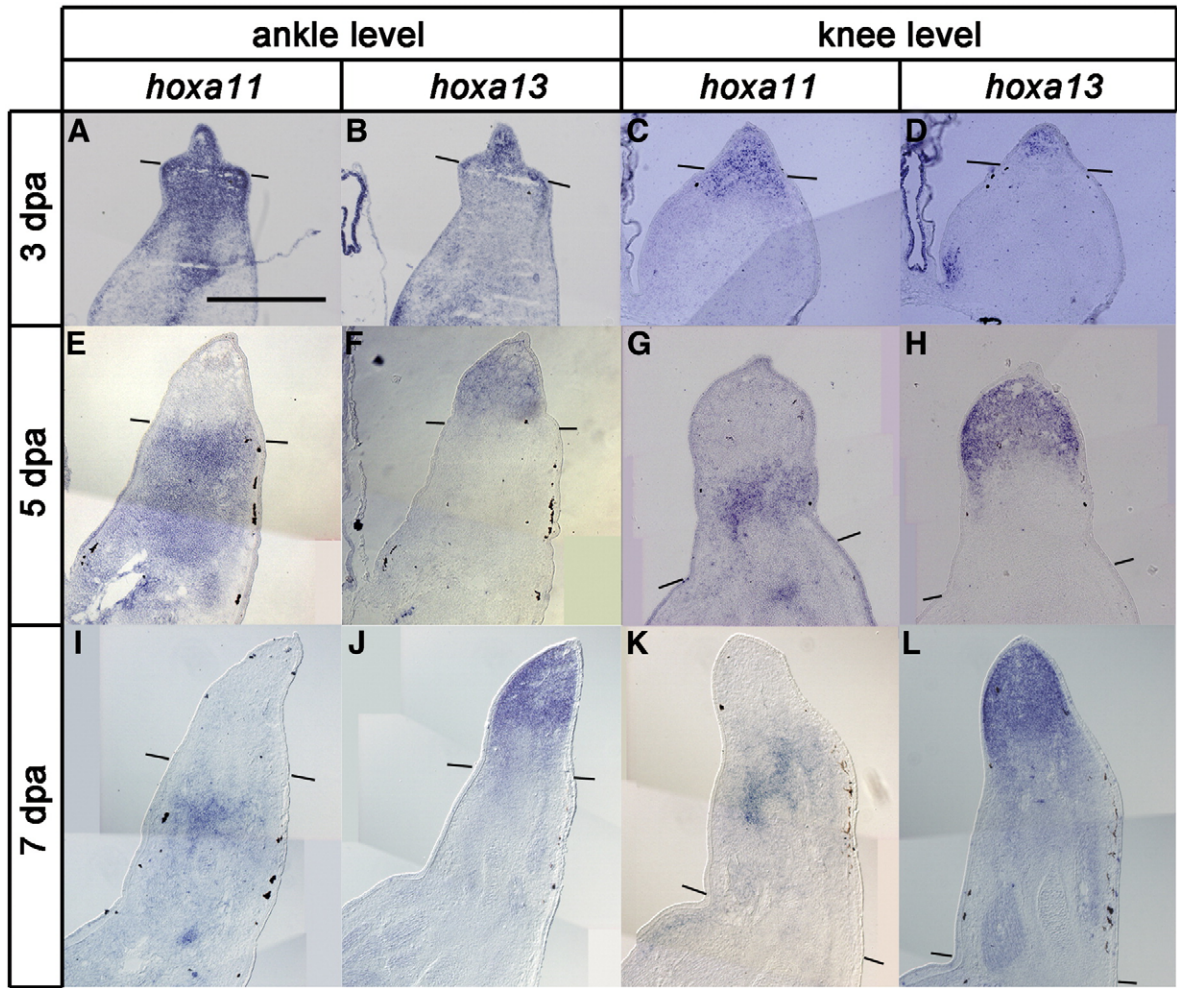 ankle level knee level
hoxa11 hoxa13 hoxa11 hoxa13
3 dpa
A B C D
5 dpa
E F G H
7 dpa
I J K L